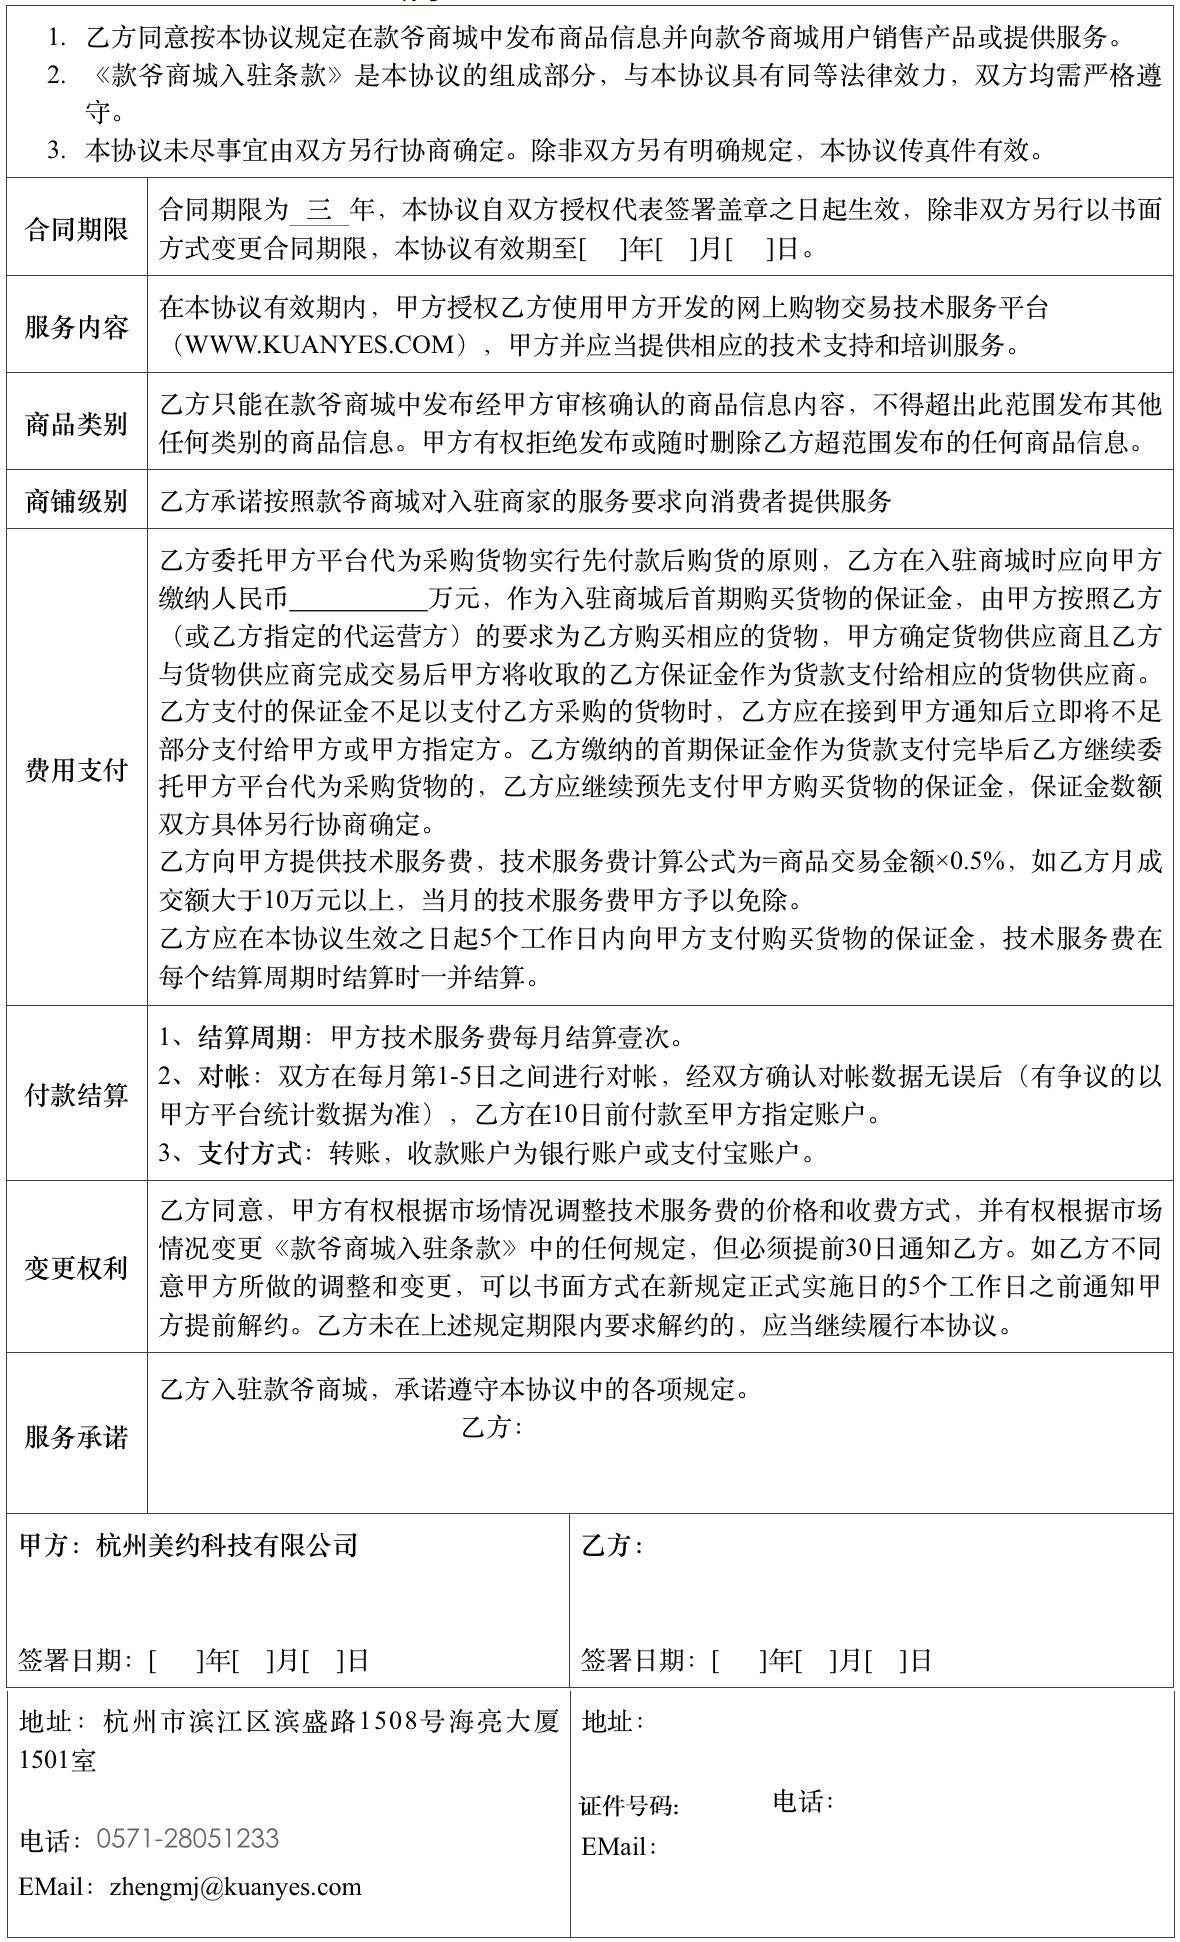 1. 乙方同意按本协议规定在款爷商城中发布商品信息并向款爷商城用户销售产品或提供服务。
2. 《款爷商城入驻条款》是本协议的组成部分，与本协议具有同等法律效力，双方均需严格遵
守。
3. 本协议未尽事宜由双方另行协商确定。除非双方另有明确规定，本协议传真件有效。
合同期限
合同期限为 三 年，本协议自双方授权代表签署盖章之日起生效，除非双方另行以书面
方式变更合同期限，本协议有效期至[ ]年[ ]月[ ]日。
服务内容
在本协议有效期内，甲方授权乙方使用甲方开发的网上购物交易技术服务平台
（WWW.KUANYES.COM），甲方并应当提供相应的技术支持和培训服务。
商品类别
乙方只能在款爷商城中发布经甲方审核确认的商品信息内容，不得超出此范围发布其他
任何类别的商品信息。甲方有权拒绝发布或随时删除乙方超范围发布的任何商品信息。
商铺级别
乙方承诺按照款爷商城对入驻商家的服务要求向消费者提供服务
费用支付
乙方委托甲方平台代为采购货物实行先付款后购货的原则，乙方在入驻商城时应向甲方
缴纳人民币__________万元，作为入驻商城后首期购买货物的保证金，由甲方按照乙方
（或乙方指定的代运营方）的要求为乙方购买相应的货物，甲方确定货物供应商且乙方
与货物供应商完成交易后甲方将收取的乙方保证金作为货款支付给相应的货物供应商。
乙方支付的保证金不足以支付乙方采购的货物时，乙方应在接到甲方通知后立即将不足
部分支付给甲方或甲方指定方。乙方缴纳的首期保证金作为货款支付完毕后乙方继续委
托甲方平台代为采购货物的，乙方应继续预先支付甲方购买货物的保证金，保证金数额
双方具体另行协商确定。
乙方向甲方提供技术服务费，技术服务费计算公式为=商品交易金额×0.5%，如乙方月成
交额大于10万元以上，当月的技术服务费甲方予以免除。
乙方应在本协议生效之日起5个工作日内向甲方支付购买货物的保证金，技术服务费在
每个结算周期时结算时一并结算。
付款结算
1、结算周期：甲方技术服务费每月结算壹次。
2、对帐：双方在每月第1-5日之间进行对帐，经双方确认对帐数据无误后（有争议的以
甲方平台统计数据为准），乙方在10日前付款至甲方指定账户。
3、支付方式：转账，收款账户为银行账户或支付宝账户。
变更权利
乙方同意，甲方有权根据市场情况调整技术服务费的价格和收费方式，并有权根据市场
情况变更《款爷商城入驻条款》中的任何规定，但必须提前30日通知乙方。如乙方不同
意甲方所做的调整和变更，可以书面方式在新规定正式实施日的5个工作日之前通知甲
方提前解约。乙方未在上述规定期限内要求解约的，应当继续履行本协议。
服务承诺
乙方入驻款爷商城，承诺遵守本协议中的各项规定。
乙方：
甲方：杭州美约科技有限公司
签署日期：[ ]年[ ]月[ ]日
乙方：
签署日期：[ ]年[ ]月[ ]日
地址：杭州市滨江区滨盛路1508号海亮大厦
1501室
电话：0571-28051233
EMail：zhengmj@kuanyes.com
地址：
证件号码: 电话：
EMail：